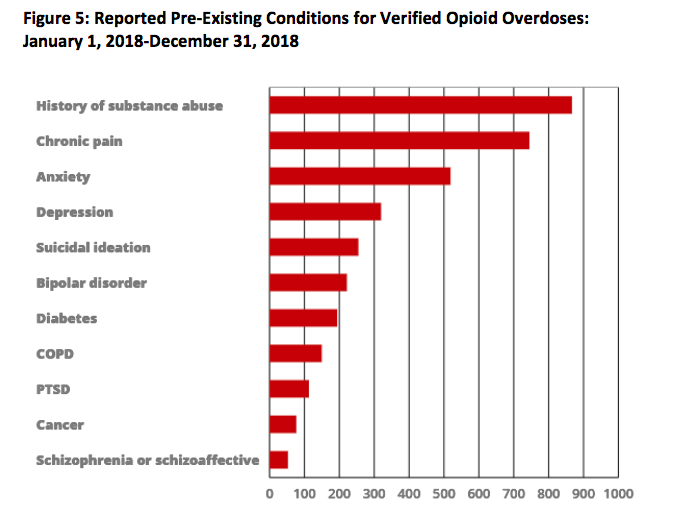 Figure 5: Reported Pre-Existing Conditions for Verified Opioid Overdoses:
January 1, 2018-December 31, 2018
History of substance abuse
Chronic pain
Anxiety
Depression
Suicidal ideation
Bipolar disorder
Diabetes
COPD
PTSD
Cancer
Schizophrenia or schizoaffective
0 100 200 300 400 500 600 700 800 900 1000